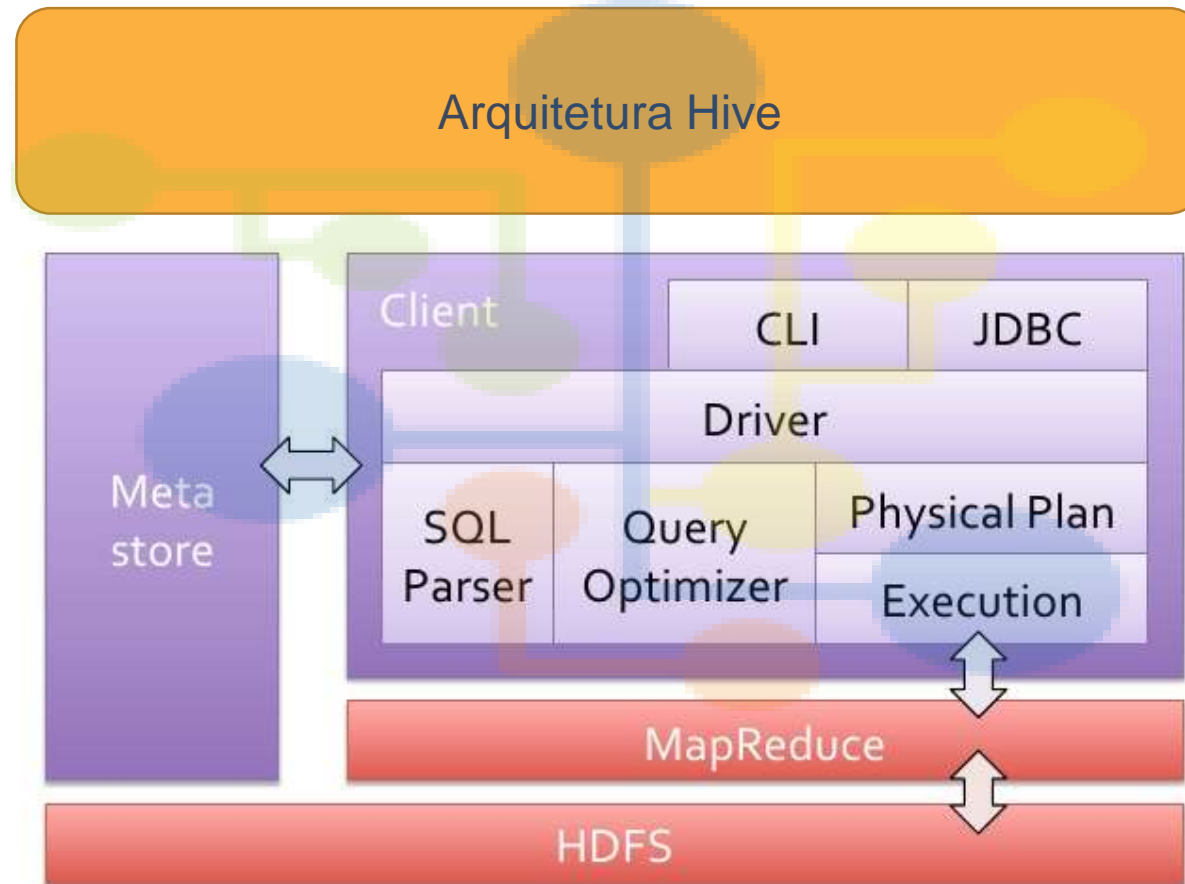 Arquitetura Hive
Client
CLI
JDBC
Driver
Meta
store
SQL
Parser
Query
Optimizer
Physical Plan
Execution
MapReduce
HDFS